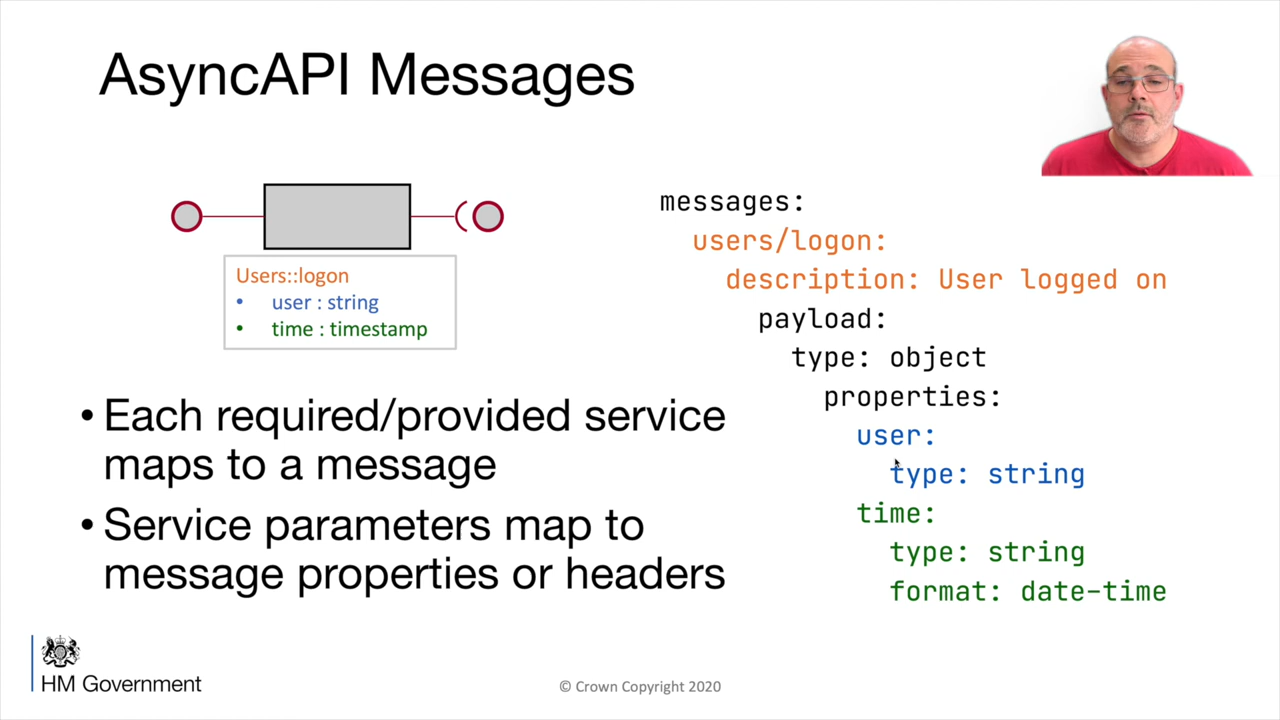 AsyncAPI Messages
Users::logon
• user : string
• time : timestamp
• Each required/provided service
maps to a message
• Service parameters map to
message properties or headers
messages:
users/logon:
description: User logged on
payload:
type: object
properties:
user:
type: string
time:
type: string
format: date-time
HM Government
© Crown Copyright 2020